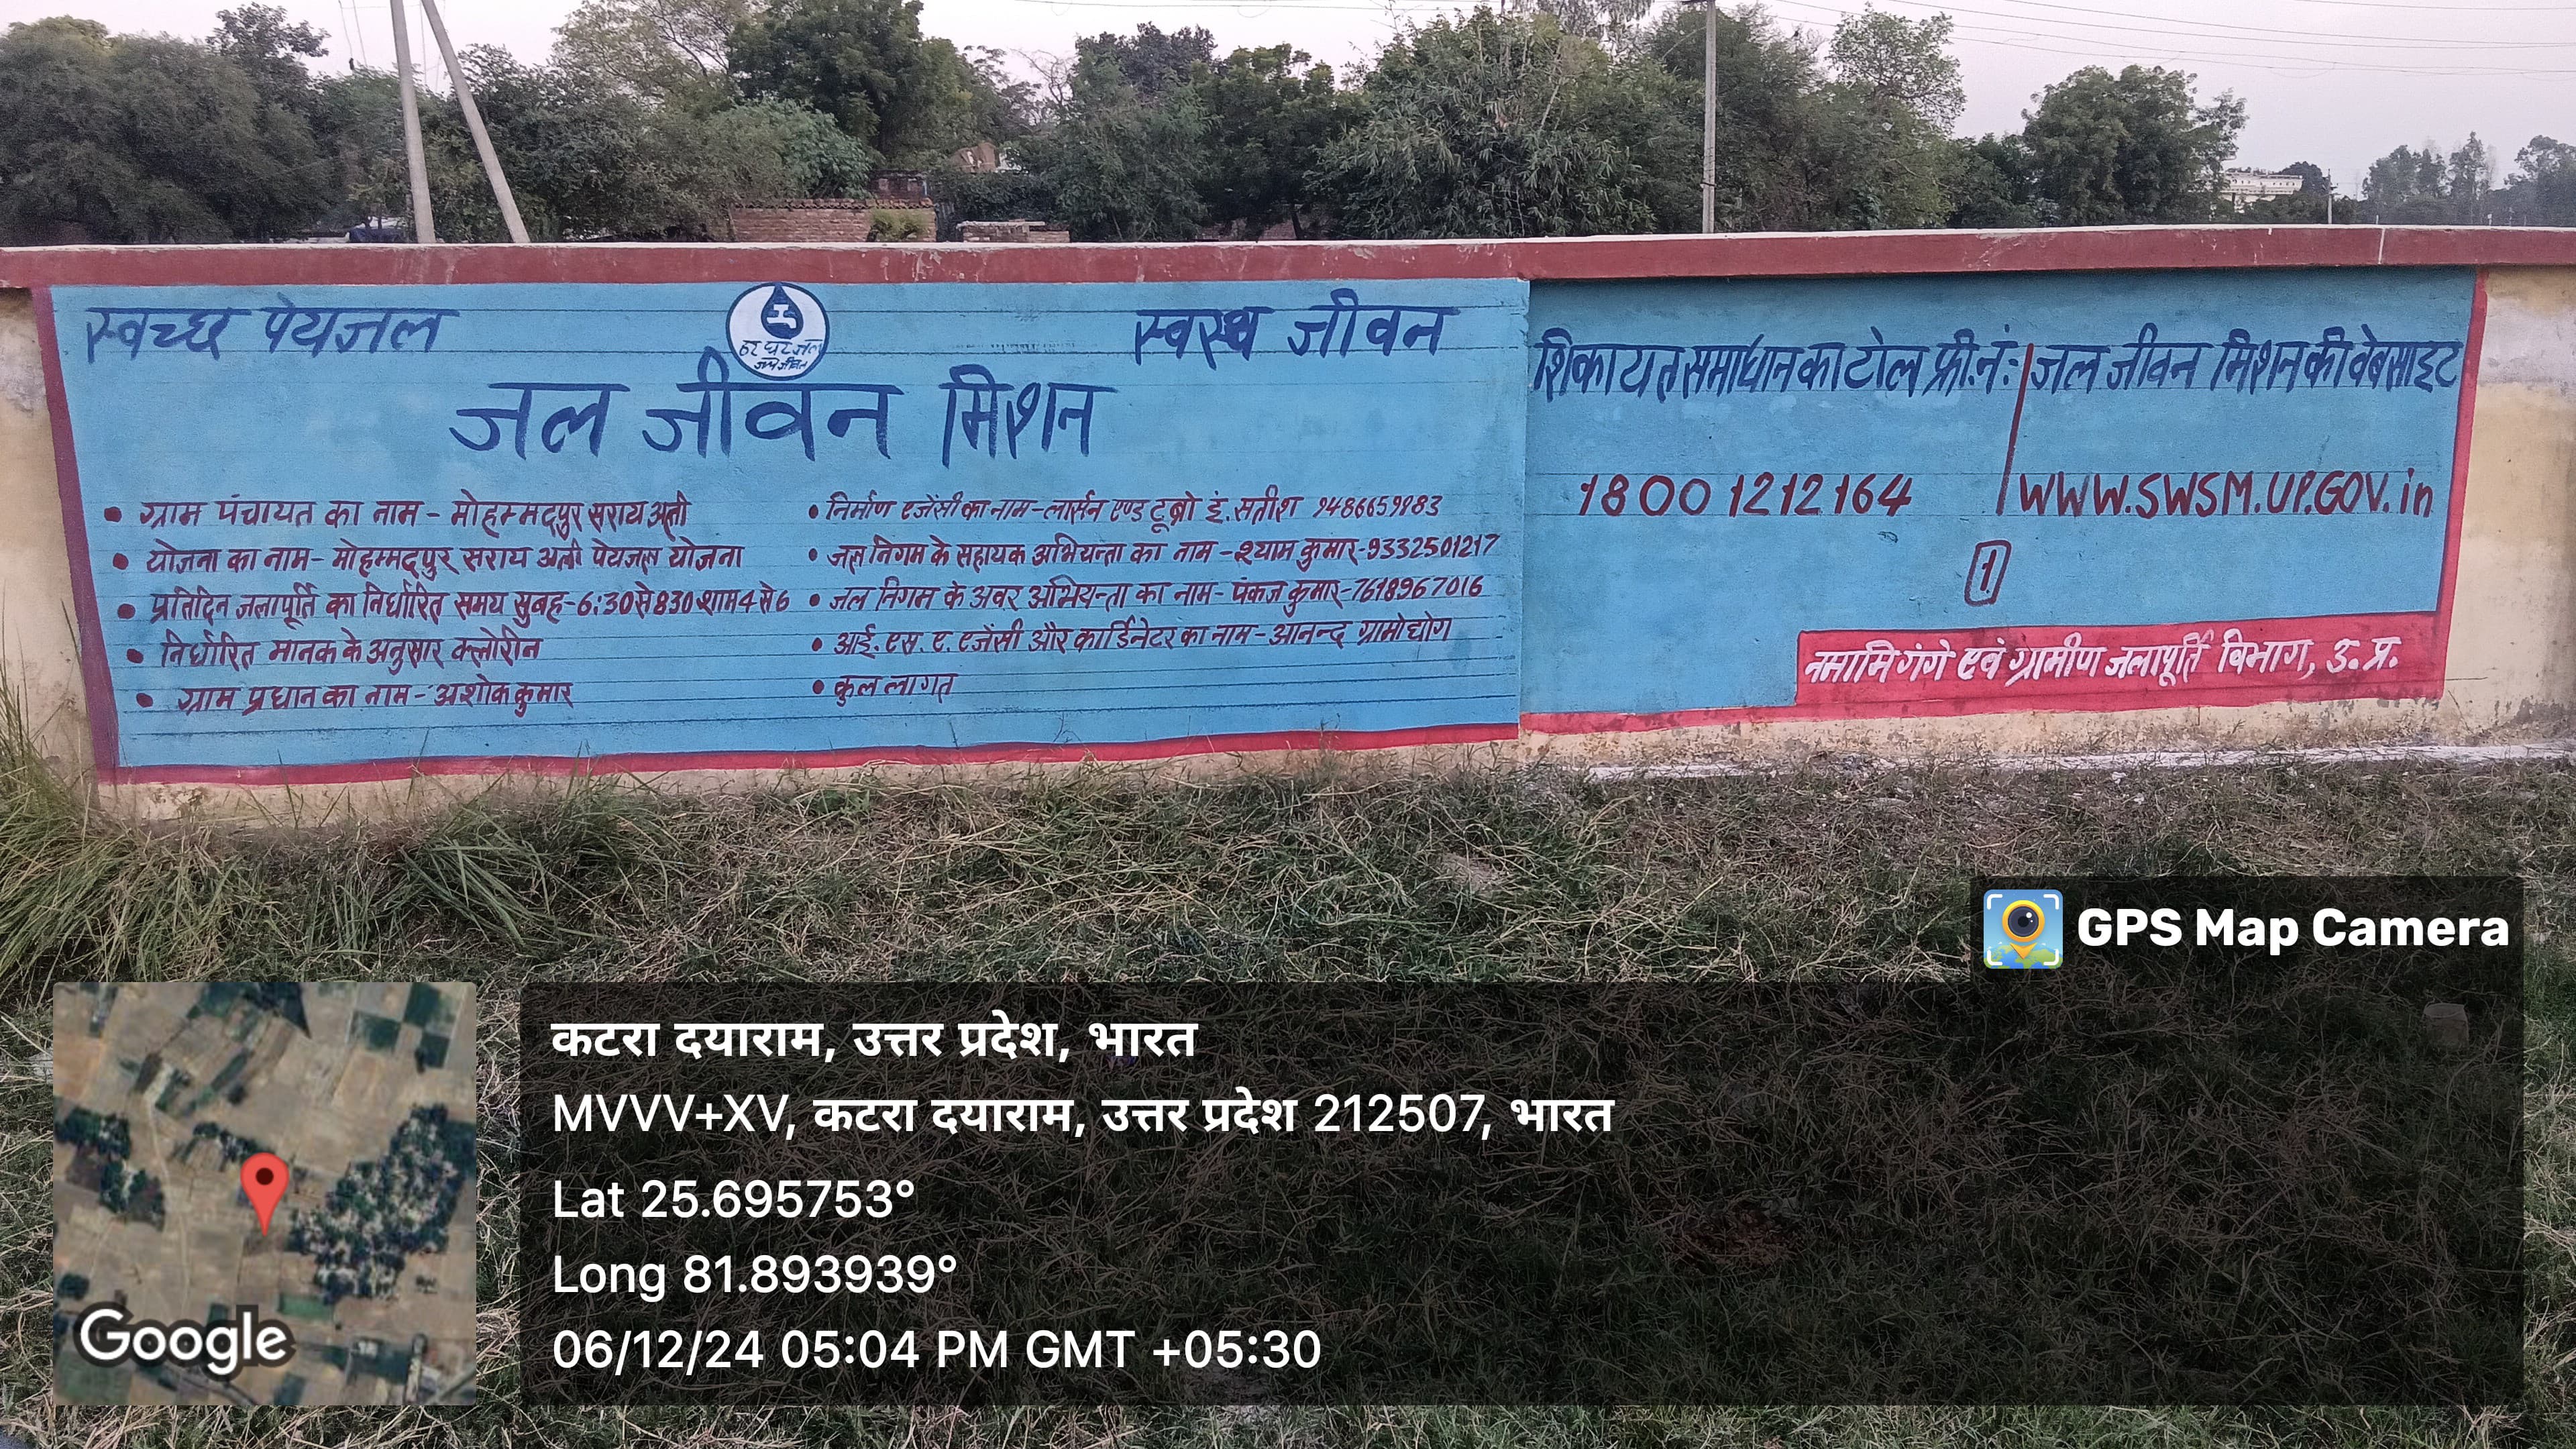 स्वच्छ पेयजल
हर घर जल
स्वस्थ जीवन
जल जीवन मिशन
• ग्राम पंचायत का नाम - मोहम्मदपुर सराय अली
• योजना का नाम - मोहम्मदपुर सराय अली पेयजल योजना
• प्रतिदिन जलापूर्ति का निर्धारित समय सुबह-6:30से830शाम4से6
• निर्धारित मानक के अनुसार क्लोरीन
• ग्राम प्रधान का नाम - अशोक कुमार
• निर्माण एजेंसी का नाम-लार्सन एण्ड टूब्रो इं. सतीश 9486659983
• जल निगम के सहायक अभियन्ता का नाम - श्याम कुमार-9332501217
• जल निगम के अवर अभियन्ता का नाम - पंकज कुमार-7618967016
• आई. एस. ए. एजेंसी और कार्डिनेटर का नाम - आनन्द ग्रामोद्योग
• कुल लागत
शिकायत समाधान का टोल फ्री.नं:
18001212164
जल जीवन मिशन की वेबसाइट
WWW.SWSM.UP.GOV.in
1
नमामि गंगे एवं ग्रामीण जलापूर्ति विभाग, उ. प्र.
GPS Map Camera
कटरा दयाराम, उत्तर प्रदेश, भारत
MVVV+XV, कटरा दयाराम, उत्तर प्रदेश 212507, भारत
Lat 25.695753°
Long 81.893939°
06/12/24 05:04 PM GMT +05:30
Google